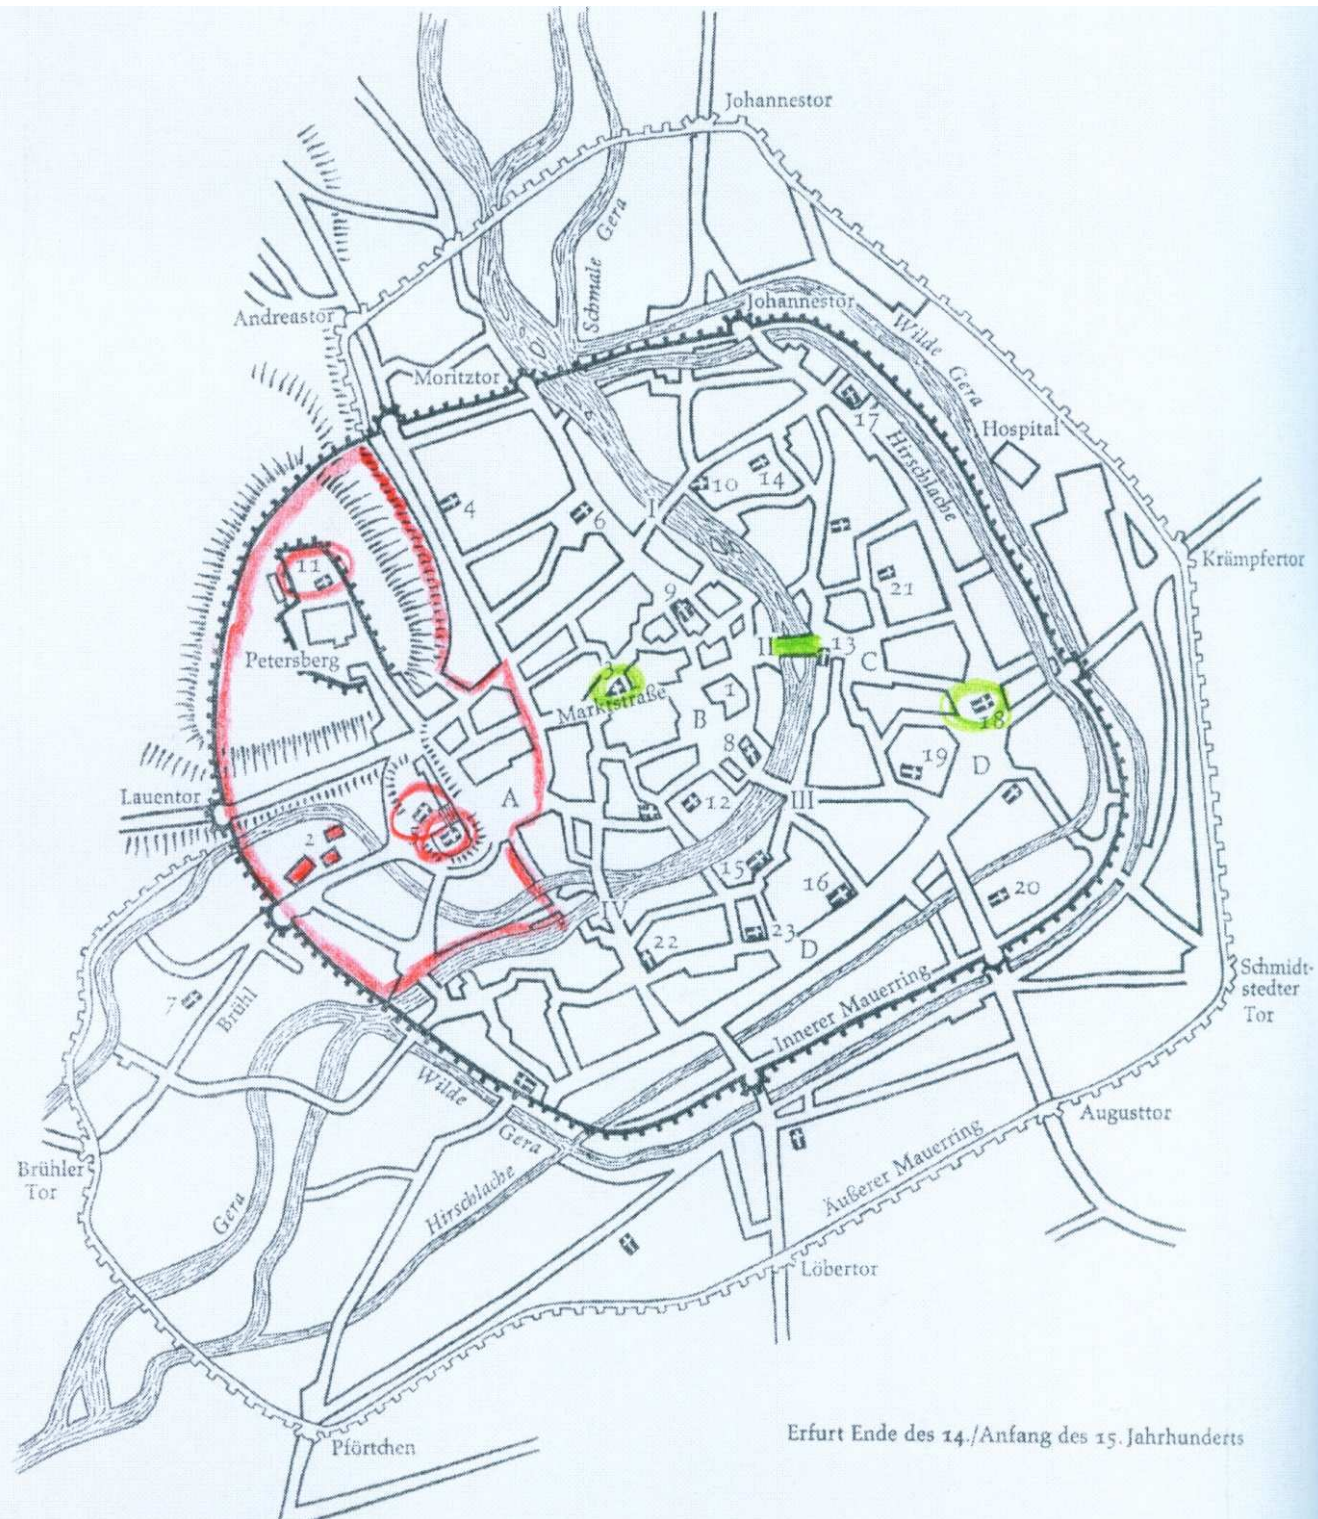 Johannestor
Schmale Gera
Johannestor
Andreastor
Wilde Gera
Moritztor
Hospital
17
Hirschlache
10
14
4
6
I
Krämpfertor
11
9
21
II
13
C
Petersberg
3
Marktstraße
1
B
18
8
19
D
Lauentor
A
12
III
2
15
16
20
IV
23
D
22
Schmidt-
stedter
Tor
7
Brühl
Innerer Mauerring
Wilde
Gera
Augusttor
Brühler
Tor
Äußerer Mauerring
Gera
Hirschlache
Löbertor
Erfurt Ende des 14./Anfang des 15. Jahrhunderts
Pförtchen